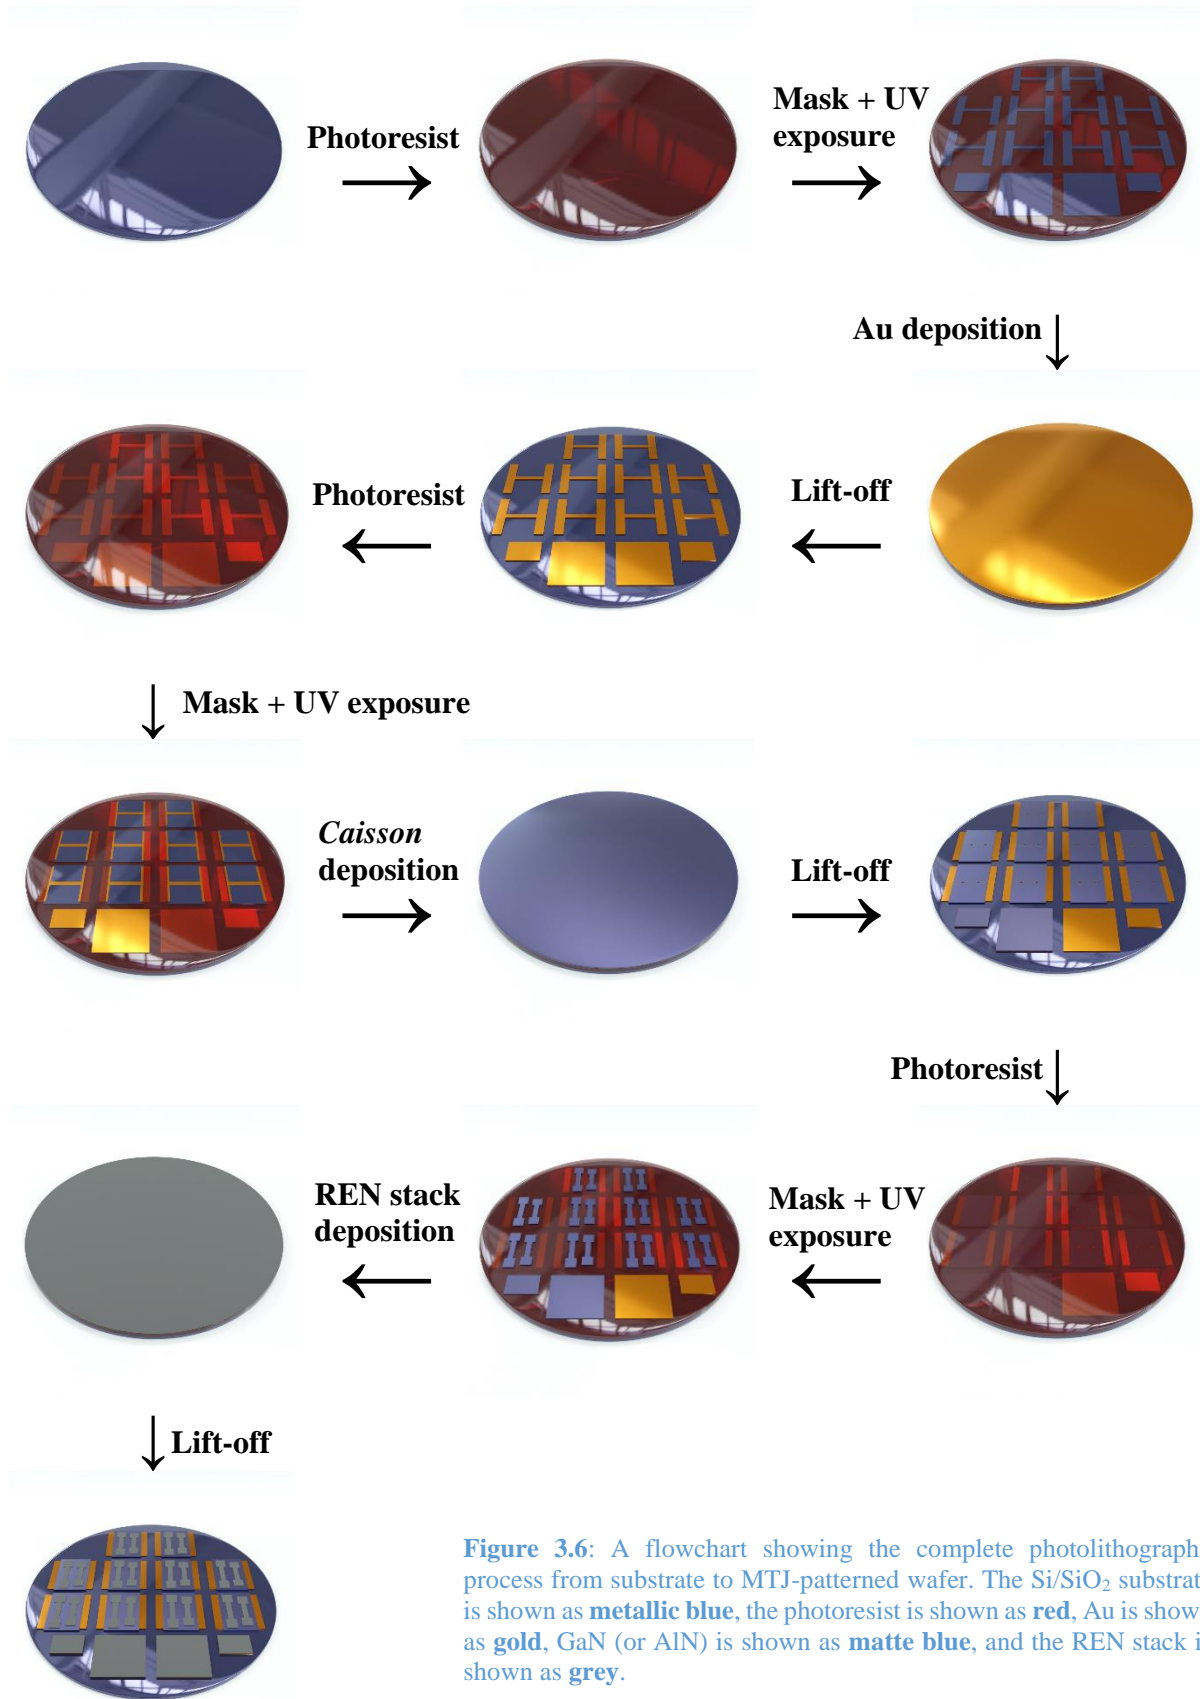 Photoresist
Mask + UV
exposure
Au deposition
Lift-off
Photoresist
Mask + UV exposure
Caisson
deposition
Lift-off
Photoresist
Mask + UV
exposure
REN stack
deposition
Lift-off
Figure 3.6: A flowchart showing the complete photolithograph
process from substrate to MTJ-patterned wafer. The Si/SiO₂ substrat
is shown as metallic blue, the photoresist is shown as red, Au is show
as gold, GaN (or AlN) is shown as matte blue, and the REN stack i
shown as grey.